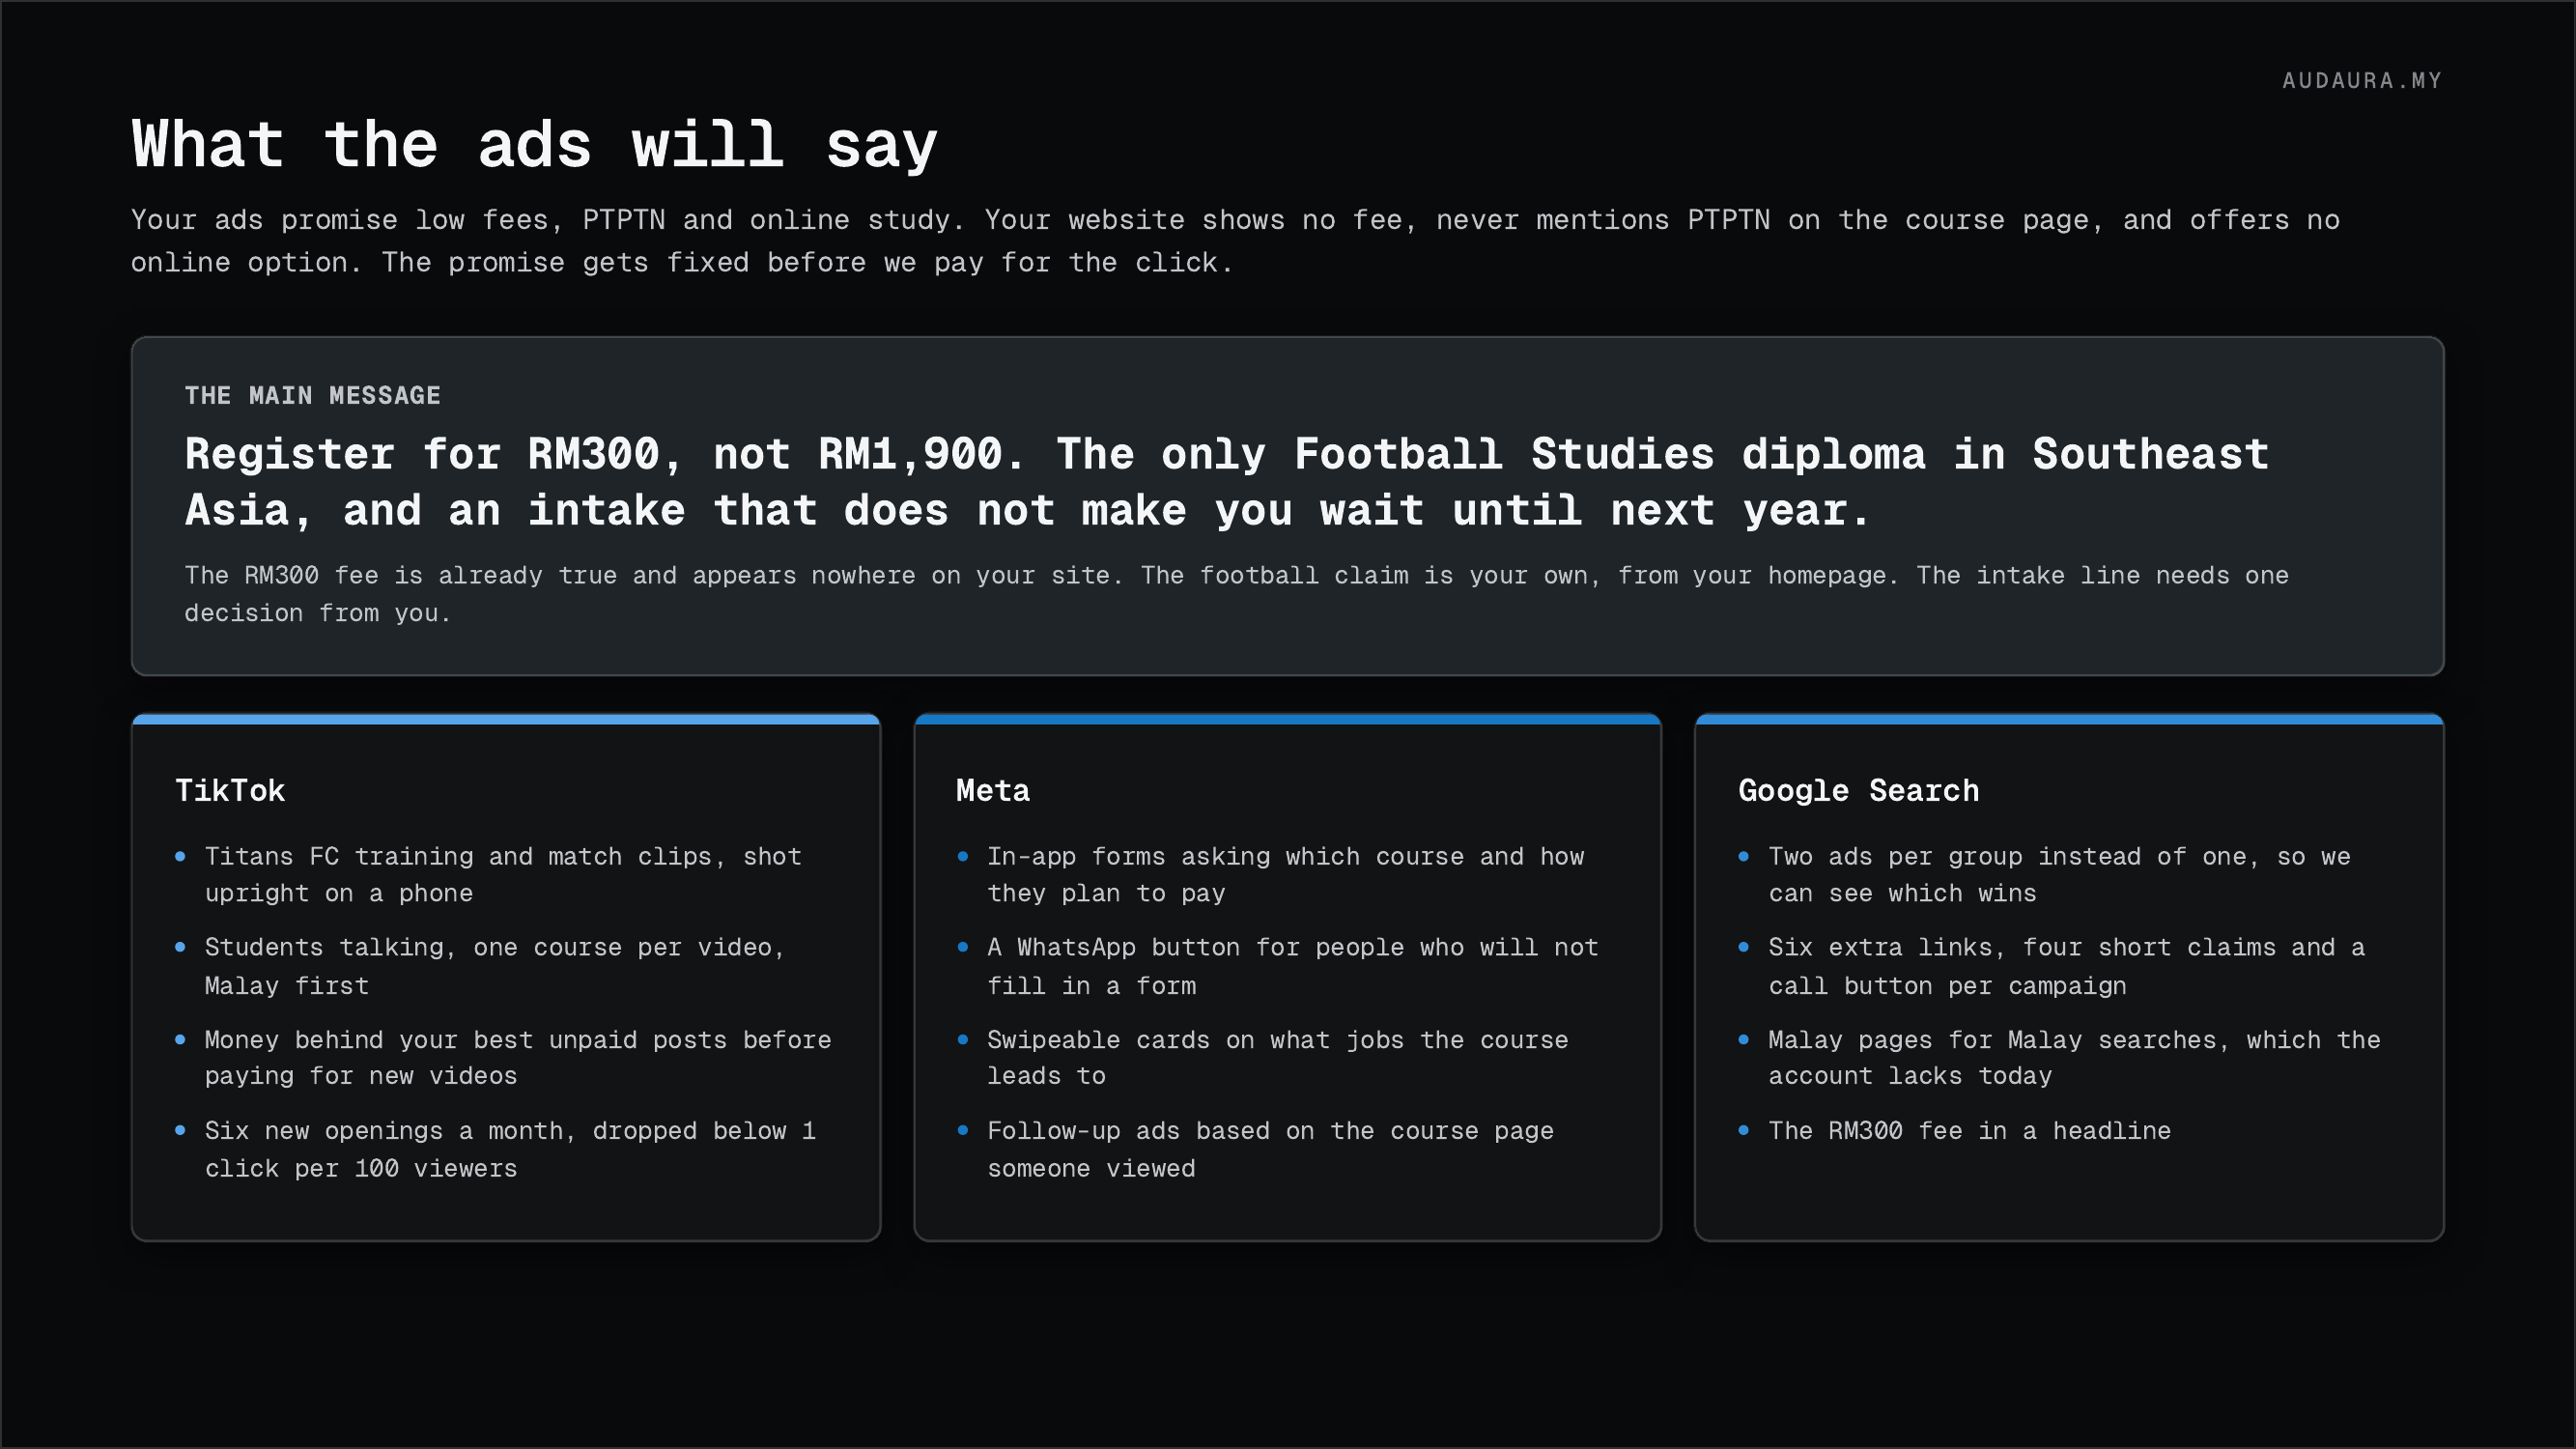 AUDAURA.MY
What the ads will say
Your ads promise low fees, PTPTN and online study. Your website shows no fee, never mentions PTPTN on the course page, and offers no
online option. The promise gets fixed before we pay for the click.
THE MAIN MESSAGE
Register for RM300, not RM1,900. The only Football Studies diploma in Southeast
Asia, and an intake that does not make you wait until next year.
The RM300 fee is already true and appears nowhere on your site. The football claim is your own, from your homepage. The intake line needs one
decision from you.
TikTok
Titans FC training and match clips, shot
upright on a phone
Students talking, one course per video,
Malay first
Money behind your best unpaid posts before
paying for new videos
Six new openings a month, dropped below 1
click per 100 viewers
Meta
In-app forms asking which course and how
they plan to pay
A WhatsApp button for people who will not
fill in a form
Swipeable cards on what jobs the course
leads to
Follow-up ads based on the course page
someone viewed
Google Search
Two ads per group instead of one, so we
can see which wins
Six extra links, four short claims and a
call button per campaign
Malay pages for Malay searches, which the
account lacks today
The RM300 fee in a headline